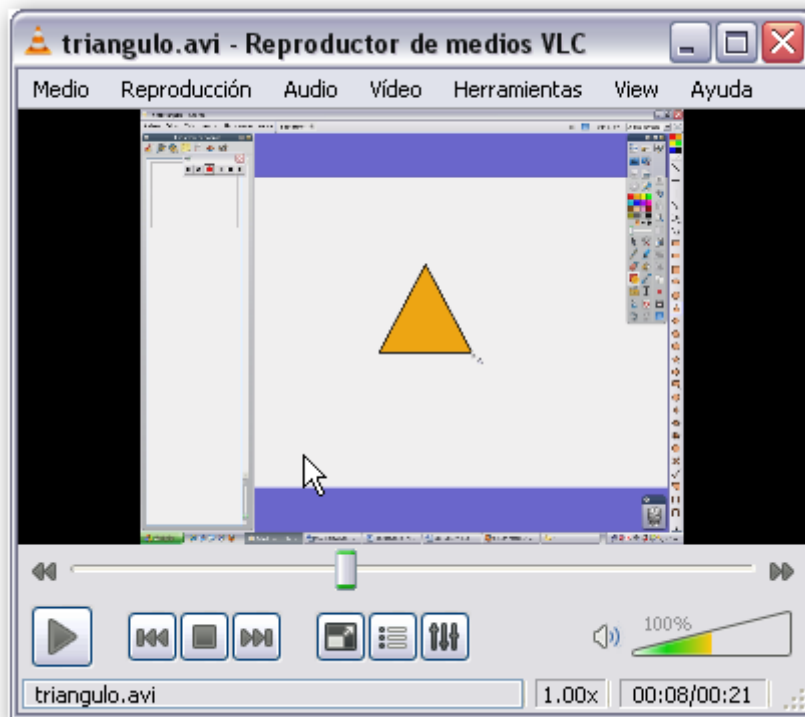 triangulo.avi - Reproductor de medios VLC
Medio Reproducción Audio Vídeo Herramientas View Ayuda
100%
triangulo.avi 1.00x 00:08/00:21